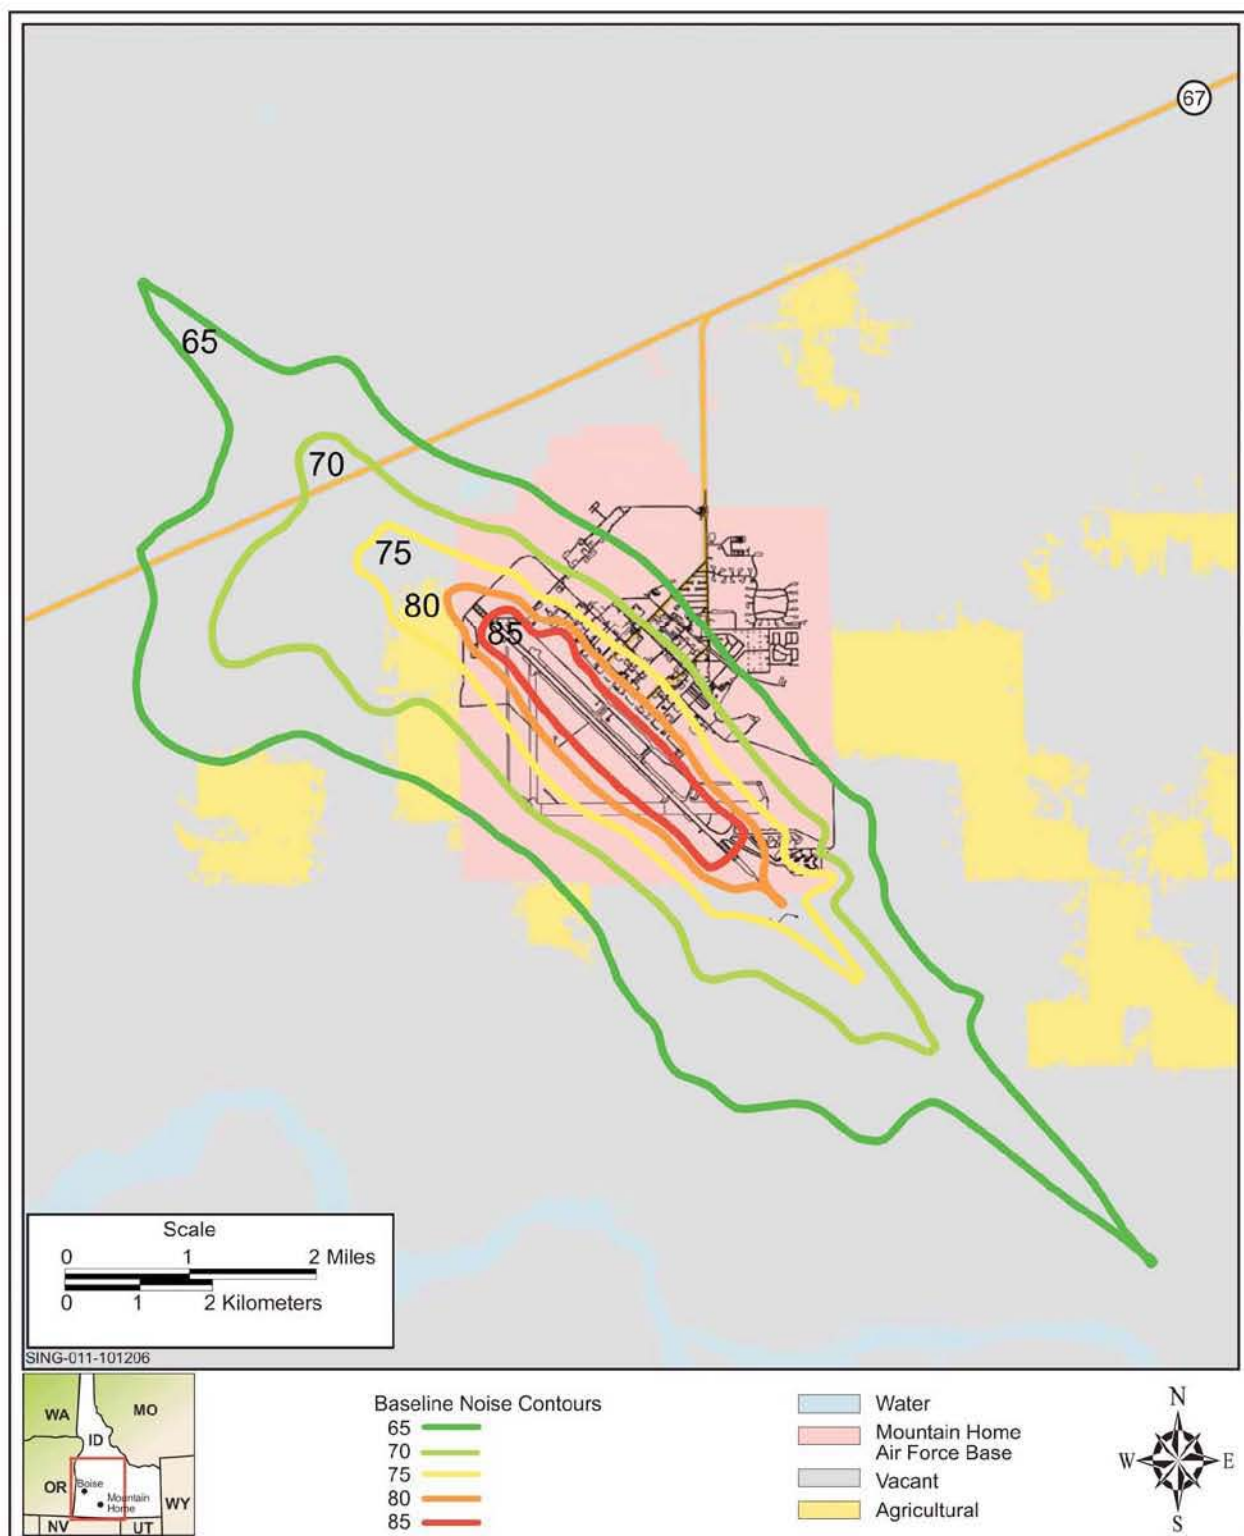 67
65
70
75
80
85
Scale
0 1 2 Miles
0 1 2 Kilometers
SING-011-101206
WA
MO
ID
OR
Boise
Mountain
Home
WY
NV
UT
Baseline Noise Contours
65
70
75
80
85
Water
Mountain Home
Air Force Base
Vacant
Agricultural
N
W E
S